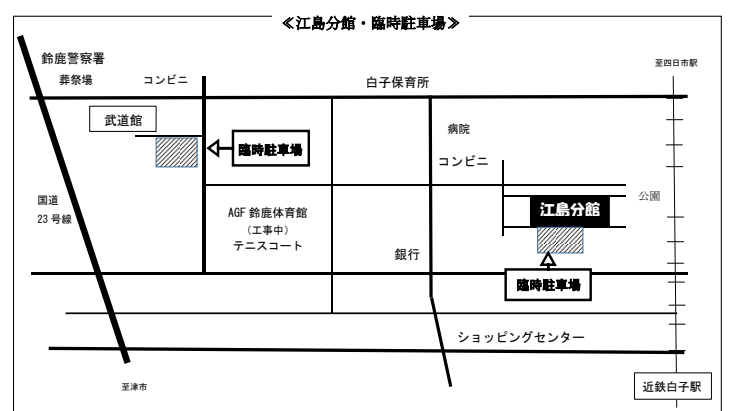 ≪江島分館・臨時駐車場≫
鈴鹿警察署
葬祭場
コンビニ
白子保育所
至四日市駅
武道館
臨時駐車場
病院
コンビニ
国道
23号線
AGF 鈴鹿体育館
（工事中）
テニスコート
江島分館
公園
銀行
臨時駐車場
ショッピングセンター
至津市
近鉄白子駅